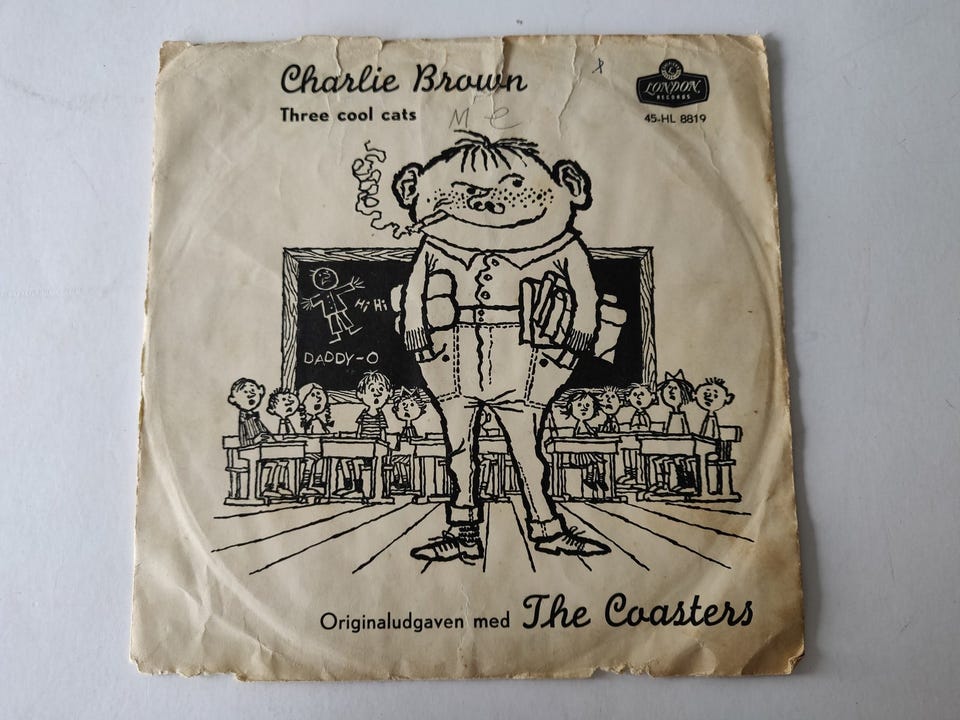 Charlie Brown
Three cool cats
M e
LONDON
RECORDS
45-HL 8819
Hi Hi
DADDY-O
Originaludgaven med The Coasters